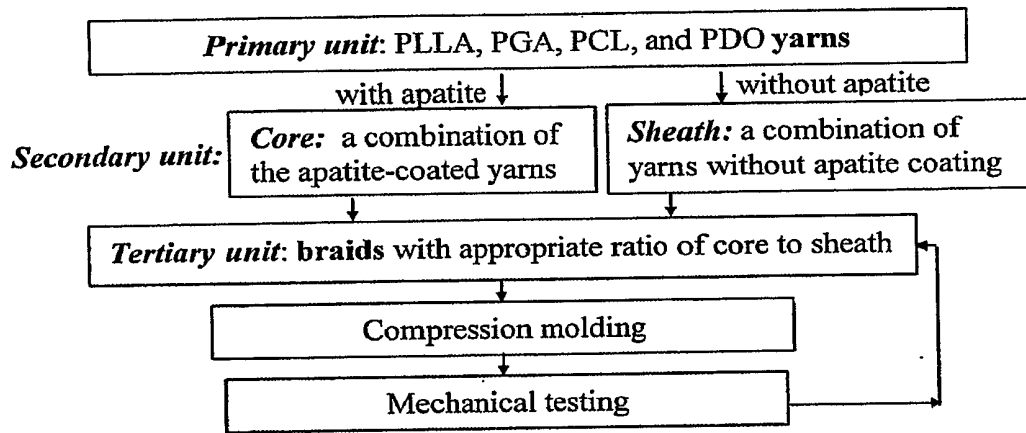 Primary unit: PLLA, PGA, PCL, and PDO yarns
with apatite
without apatite
Secondary unit:
Core: a combination of
the apatite-coated yarns
Sheath: a combination of
yarns without apatite coating
Tertiary unit: braids with appropriate ratio of core to sheath
Compression molding
Mechanical testing